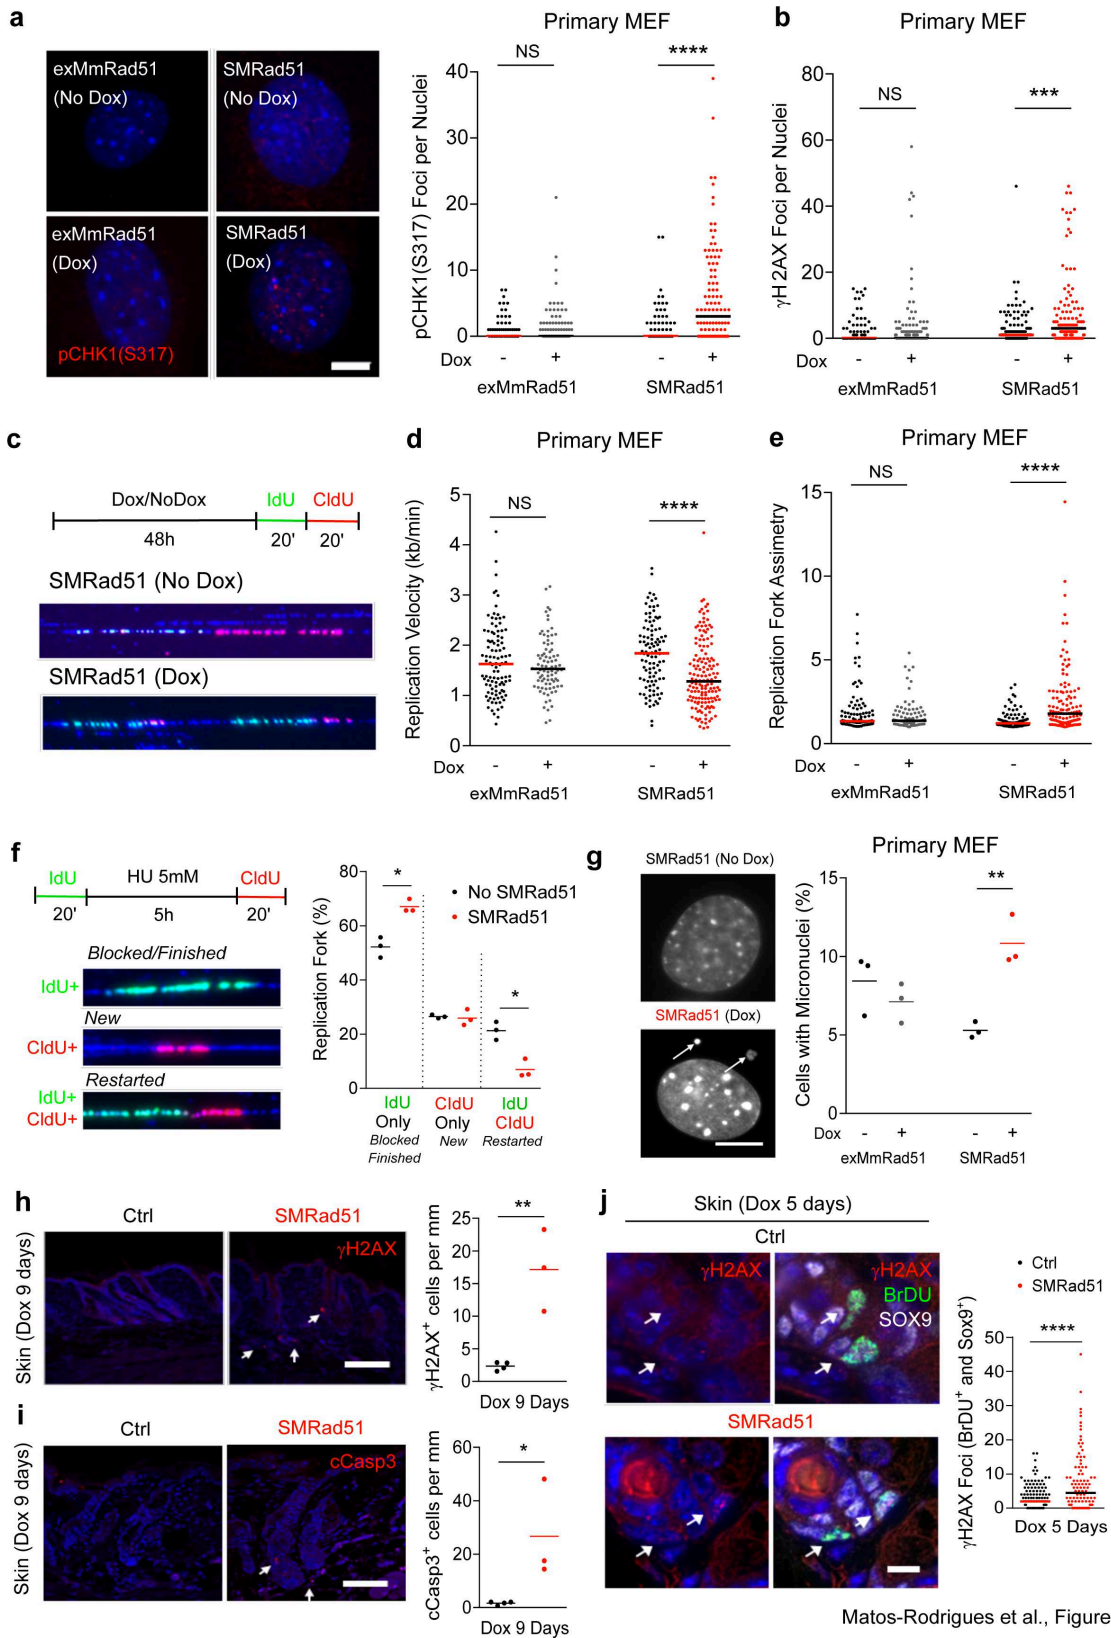 a
exMmRad51
(No Dox)
SMRad51
(No Dox)
exMmRad51
(Dox)
SMRad51
(Dox)
pCHK1(S317)
Primary MEF
NS
****
pCHK1(S317) Foci per Nuclei
40
30
20
10
0
Dox - + - +
exMmRad51 SMRad51
b
Primary MEF
NS
***
γH2AX Foci per Nuclei
80
60
40
20
0
Dox - + - +
exMmRad51 SMRad51
c
Dox/NoDox IdU CldU
48h 20' 20'
SMRad51 (No Dox)
SMRad51 (Dox)
d
Primary MEF
NS
****
Replication Velocity (kb/min)
5
4
3
2
1
0
Dox - + - +
exMmRad51 SMRad51
e
Primary MEF
NS
****
Replication Fork Assimetry
15
10
5
0
Dox - + - +
exMmRad51 SMRad51
f
IdU HU 5mM CldU
20' 5h 20'
Blocked/Finished
IdU+
New
CldU+
Restarted
IdU+
CldU+
Replication Fork (%)
80
60
40
20
0
*
*
No SMRad51
SMRad51
IdU CldU IdU
Only Only CldU
Blocked New Restarted
Finished
g
SMRad51 (No Dox)
SMRad51 (Dox)
Primary MEF
**
Cells with Micronuclei (%)
15
10
5
0
Dox - + - +
exMmRad51 SMRad51
h
Ctrl SMRad51
Skin (Dox 9 days)
γH2AX
**
γH2AX+ cells per mm
25
20
15
10
5
0
Dox 9 Days
i
Ctrl SMRad51
Skin (Dox 9 days)
cCasp3
*
cCasp3+ cells per mm
60
40
20
0
Dox 9 Days
j
Skin (Dox 5 days)
Ctrl
γH2AX
γH2AX
BrDU
SOX9
SMRad51
Ctrl
SMRad51
****
γH2AX Foci (BrDU+ and Sox9+)
50
40
30
20
10
0
Dox 5 Days
Matos-Rodrigues et al., Figure